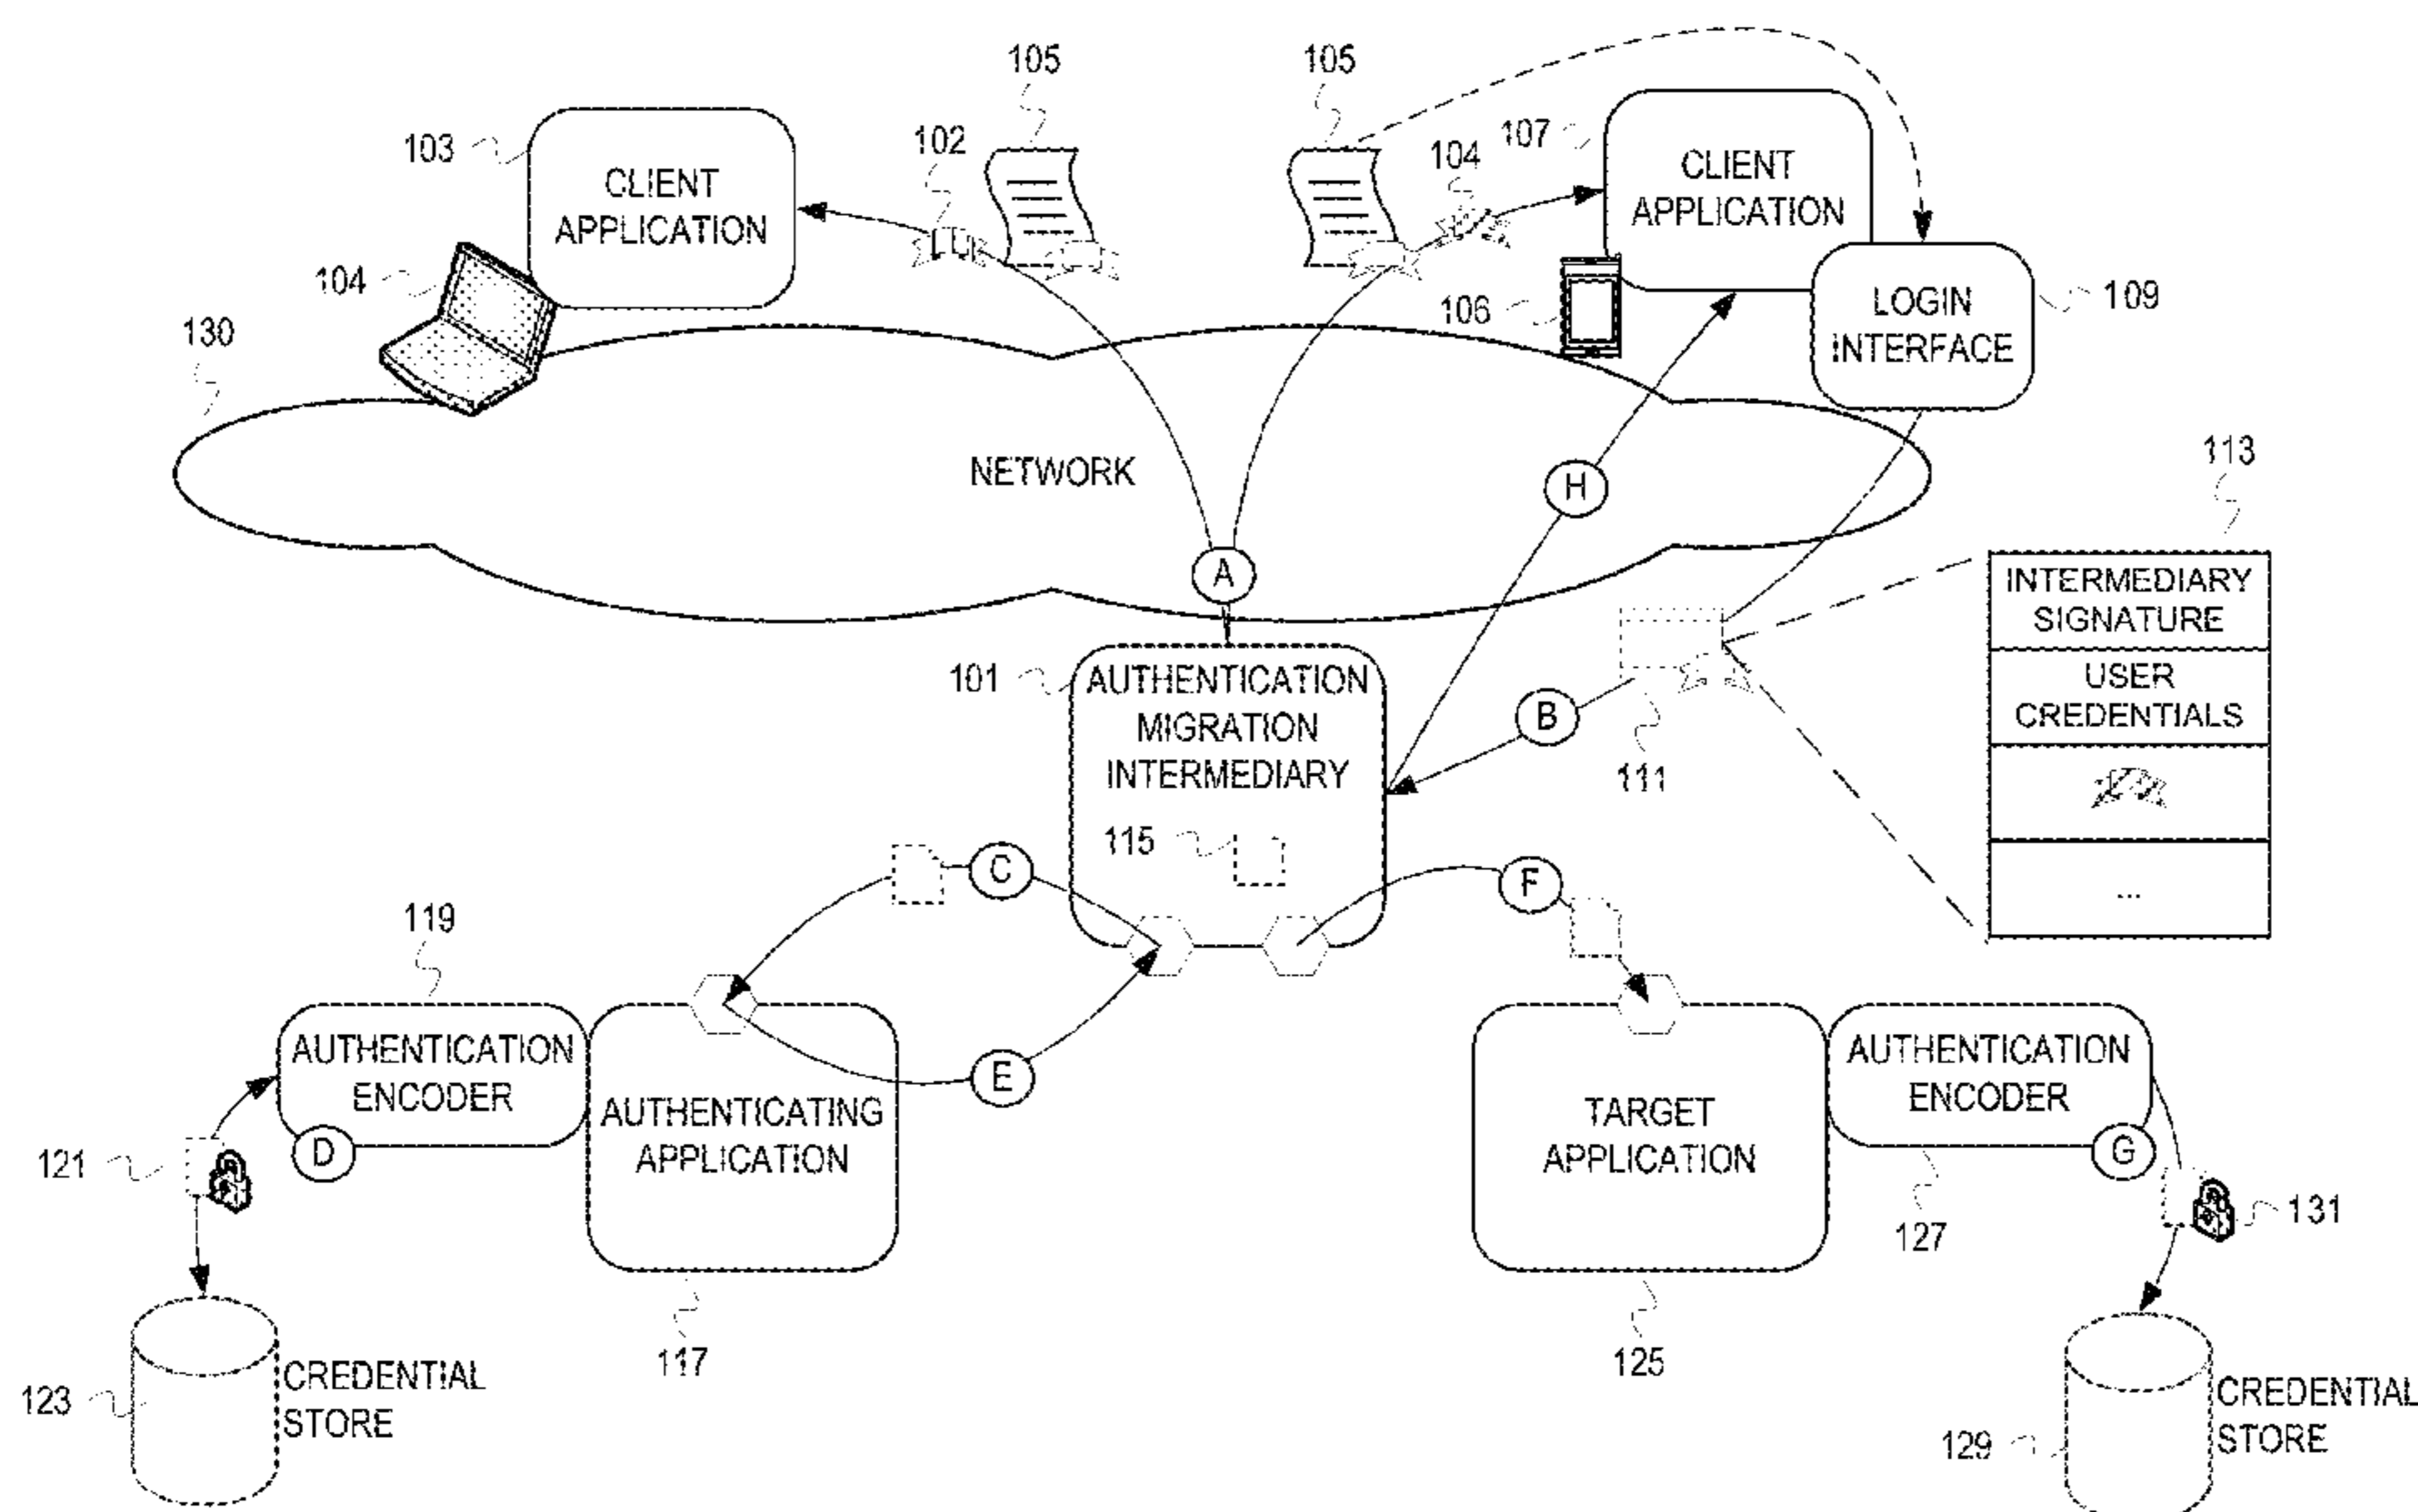 105
105
103
102
107
104
CLIENT
APPLICATION
CLIENT
APPLICATION
104
130
106
109
LOGIN
INTERFACE
NETWORK
H
113
A
INTERMEDIARY
SIGNATURE
USER
CREDENTIALS
...
101
AUTHENTICATION
MIGRATION
INTERMEDIARY
B
111
115
C
F
119
AUTHENTICATION
ENCODER
D
E
AUTHENTICATING
APPLICATION
TARGET
APPLICATION
AUTHENTICATION
ENCODER
G
121
127
131
117
125
123
CREDENTIAL
STORE
129
CREDENTIAL
STORE